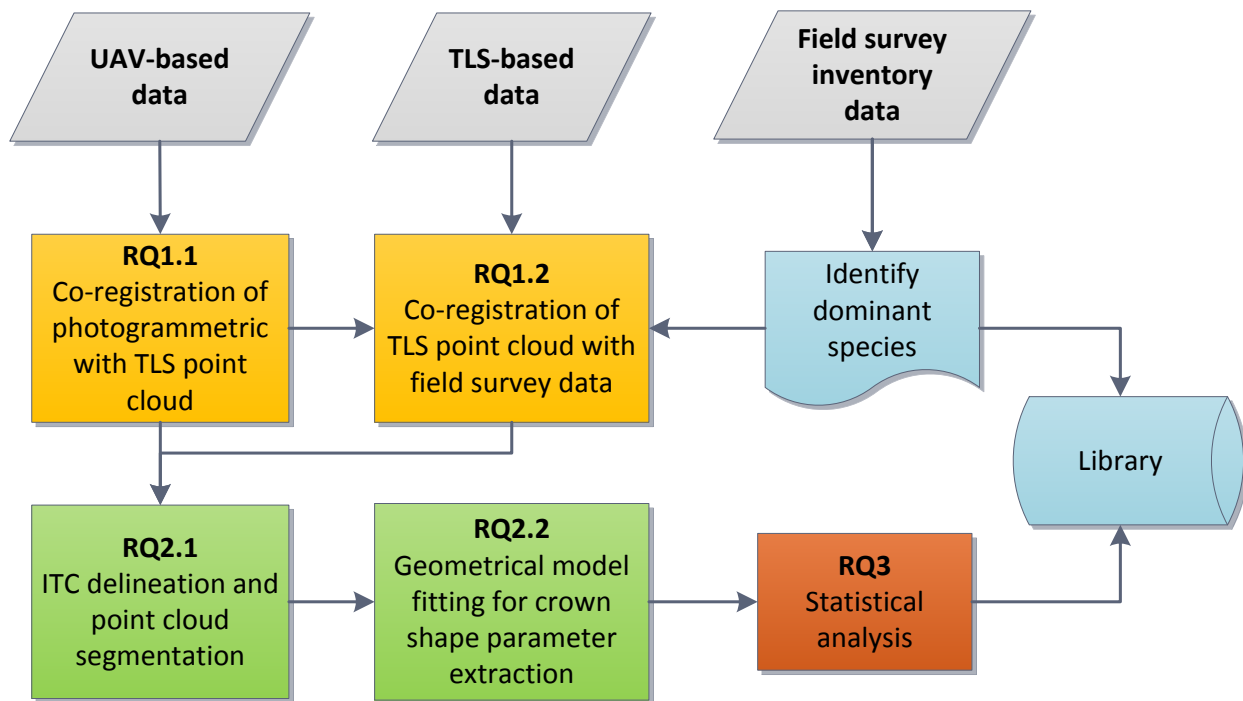 UAV-based
data
TLS-based
data
Field survey
inventory
data
RQ1.1
Co-registration of
photogrammetric
with TLS point
cloud
RQ1.2
Co-registration of
TLS point cloud with
field survey data
Identify
dominant
species
Library
RQ2.1
ITC delineation and
point cloud
segmentation
RQ2.2
Geometrical model
fitting for crown
shape parameter
extraction
RQ3
Statistical
analysis